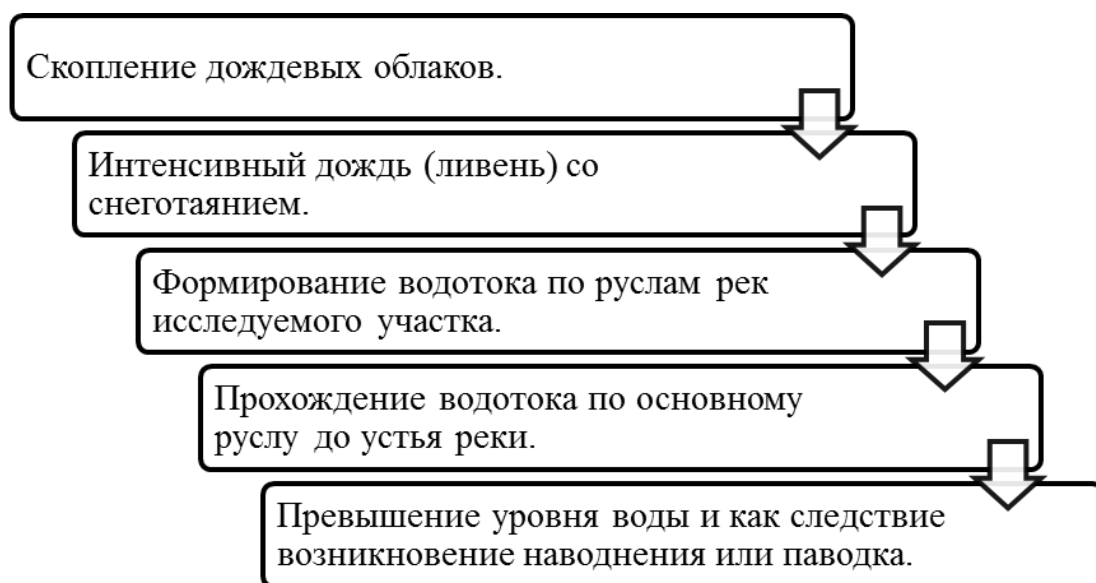 Скопление дождевых облаков.
Интенсивный дождь (ливень) со
снеготаянием.
Формирование водотока по руслам рек
исследуемого участка.
Прохождение водотока по основному
руслу до устья реки.
Превышение уровня воды и как следствие
возникновение наводнения или паводка.